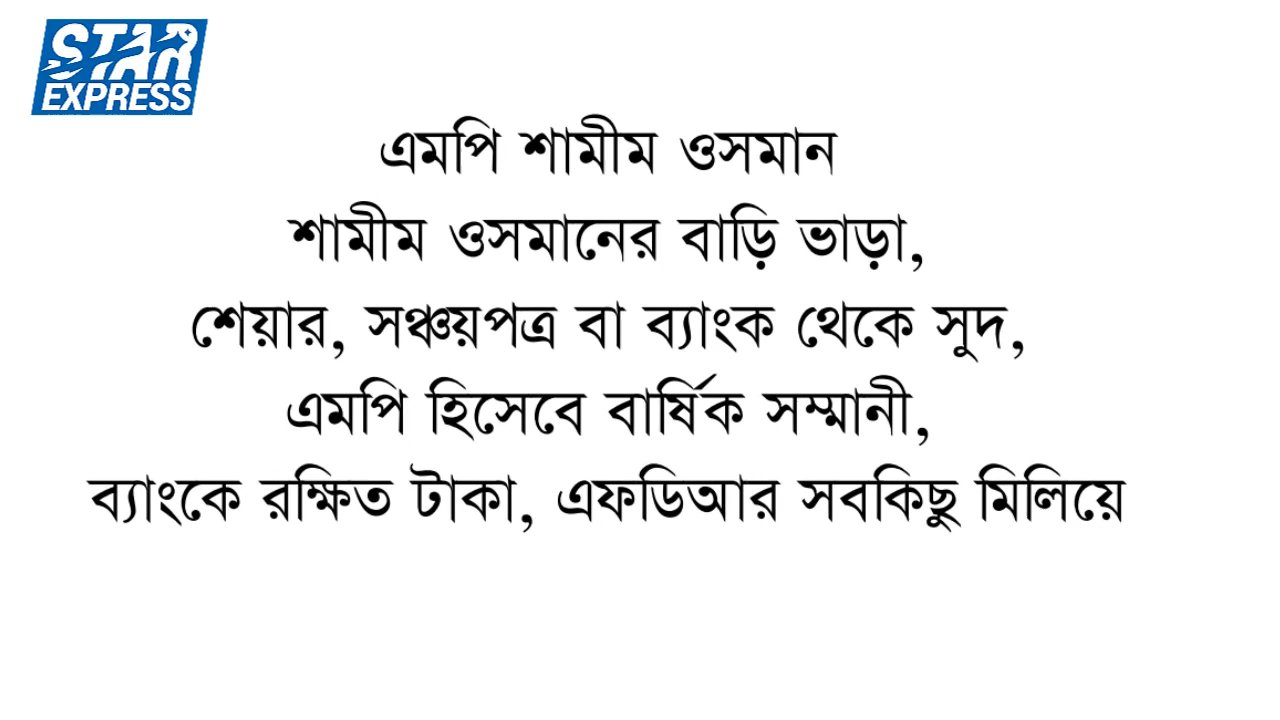 STAR
EXPRESS
এমপি শামীম ওসমান
শামীম ওসমানের বাড়ি ভাড়া,
শেয়ার, সঞ্চয়পত্র বা ব্যাংক থেকে সুদ,
এমপি হিসেবে বার্ষিক সম্মানী,
ব্যাংকে রক্ষিত টাকা, এফডিআর সবকিছু মিলিয়ে